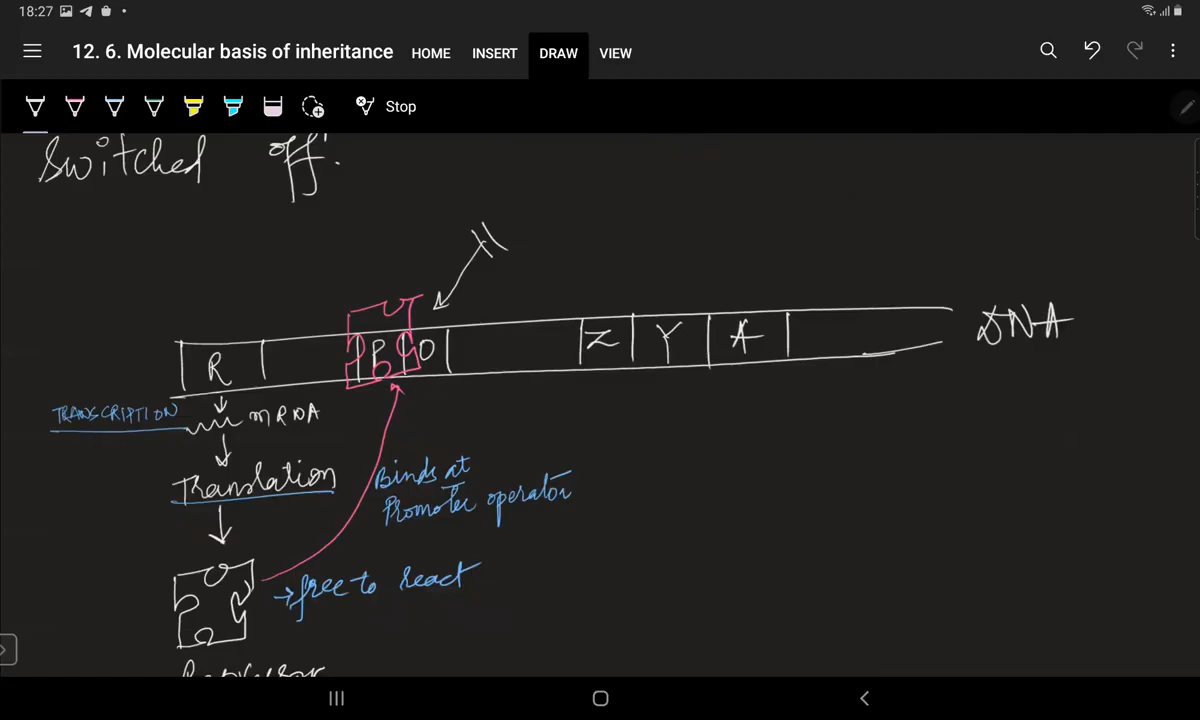 18:27
12. 6. Molecular basis of inheritance HOME INSERT DRAW VIEW
Stop
Switched off.
R P O Z Y A DNA
TRANSCRIPTION mRNA
Translation
Binds at
Promoter operator
→ free to react
Repressor